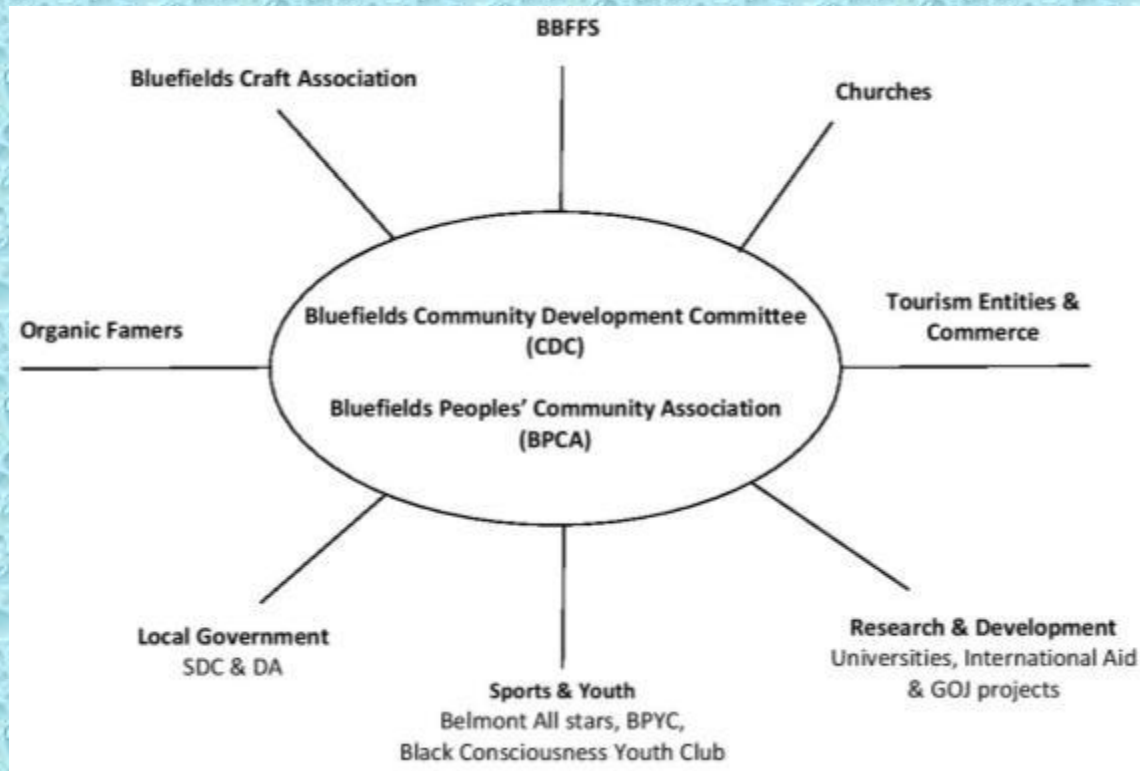 BBFFS
Bluefields Craft Association
Churches
Bluefields Community Development Committee
(CDC)
Bluefields Peoples' Community Association
(BPCA)
Organic Famers
Tourism Entities &
Commerce
Local Government
SDC & DA
Sports & Youth
Belmont All stars, BPYC,
Black Consciousness Youth Club
Research & Development
Universities, International Aid
& GOJ projects